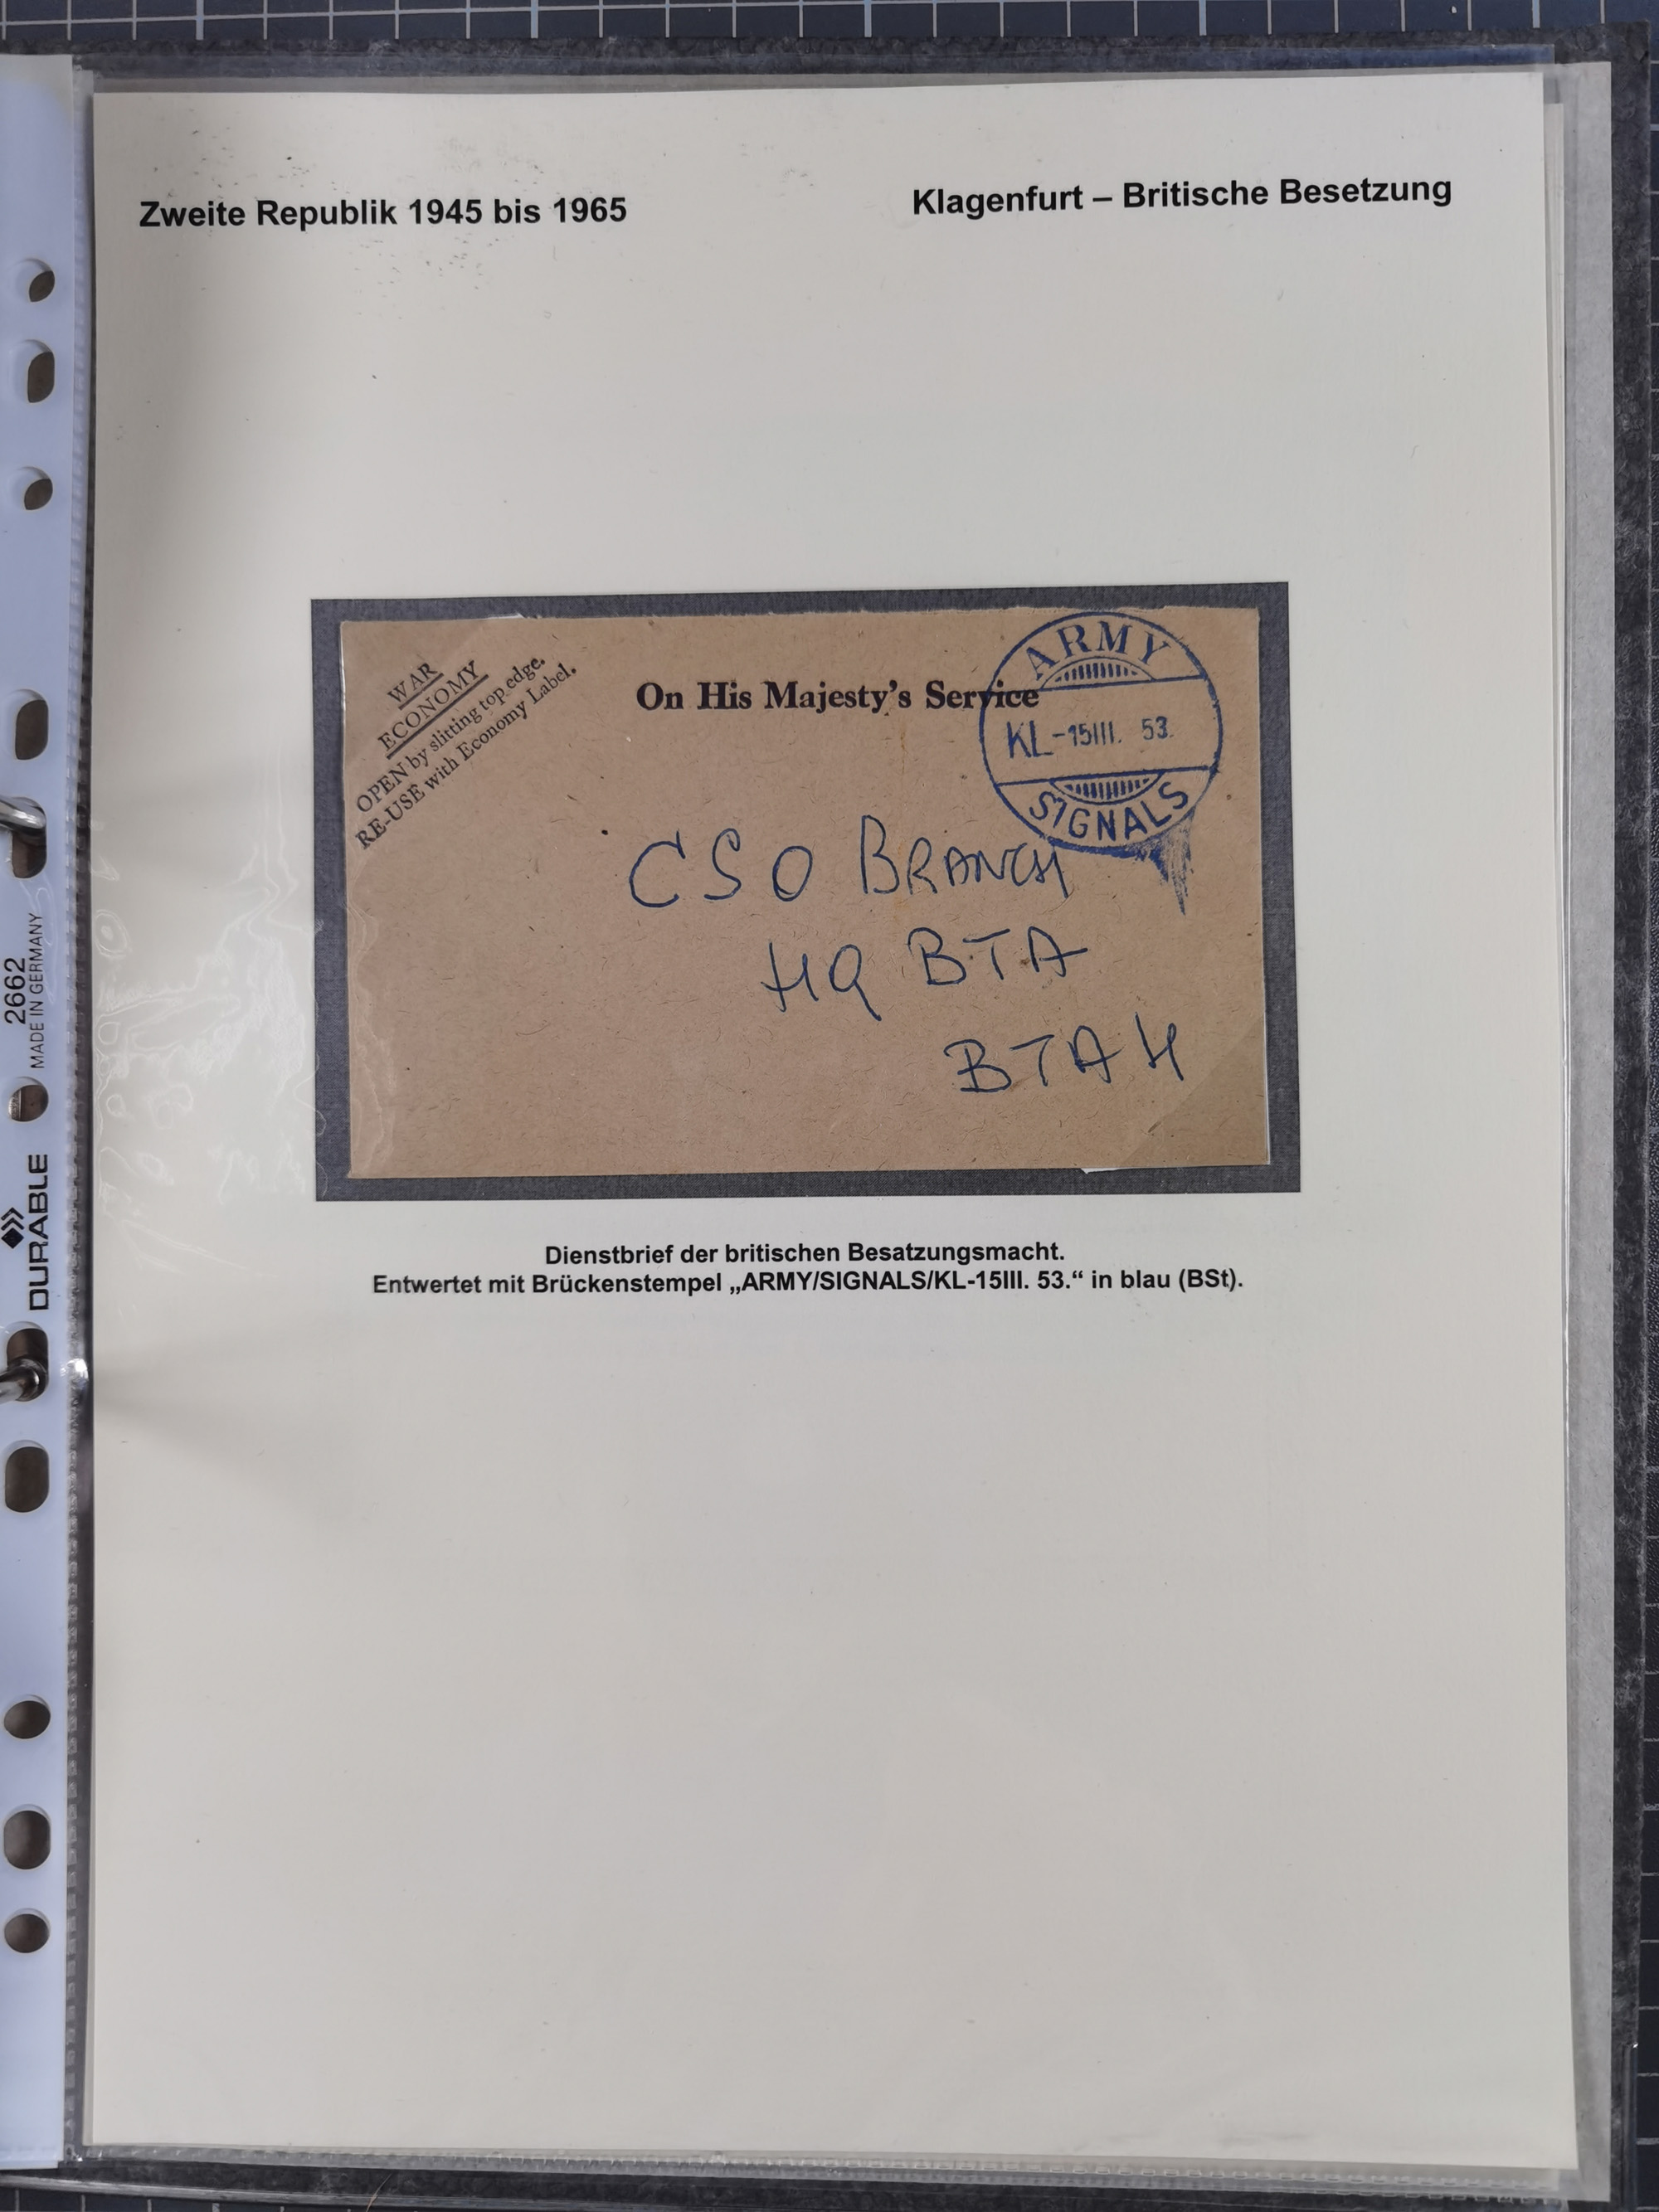 Zweite Republik 1945 bis 1965
Klagenfurt – Britische Besetzung
WAR
ECONOMY
OPEN by slitting top edge.
RE-USE with Economy Label.
On His Majesty's Service
ARMY
KL-15III. 53.
SIGNALS
CSO BRANCH
HQ BTA
BTA 4
Dienstbrief der britischen Besatzungsmacht.
Entwertet mit Brückenstempel „ARMY/SIGNALS/KL-15III. 53.“ in blau (BSt).
DURABLE
2662
MADE IN GERMANY